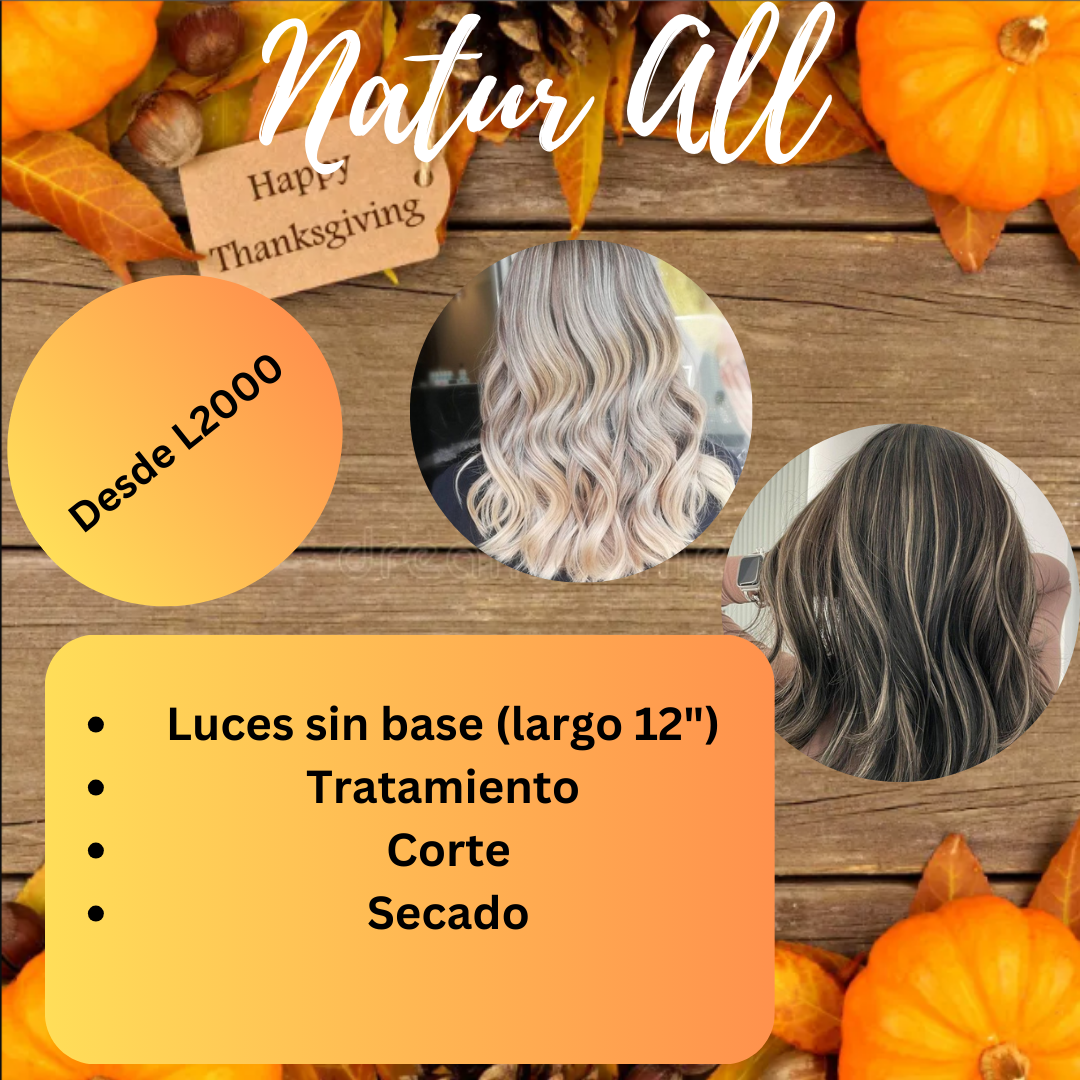 Natur All
Happy
Thanksgiving
Desde L2000
Luces sin base (largo 12")
Tratamiento
Corte
Secado